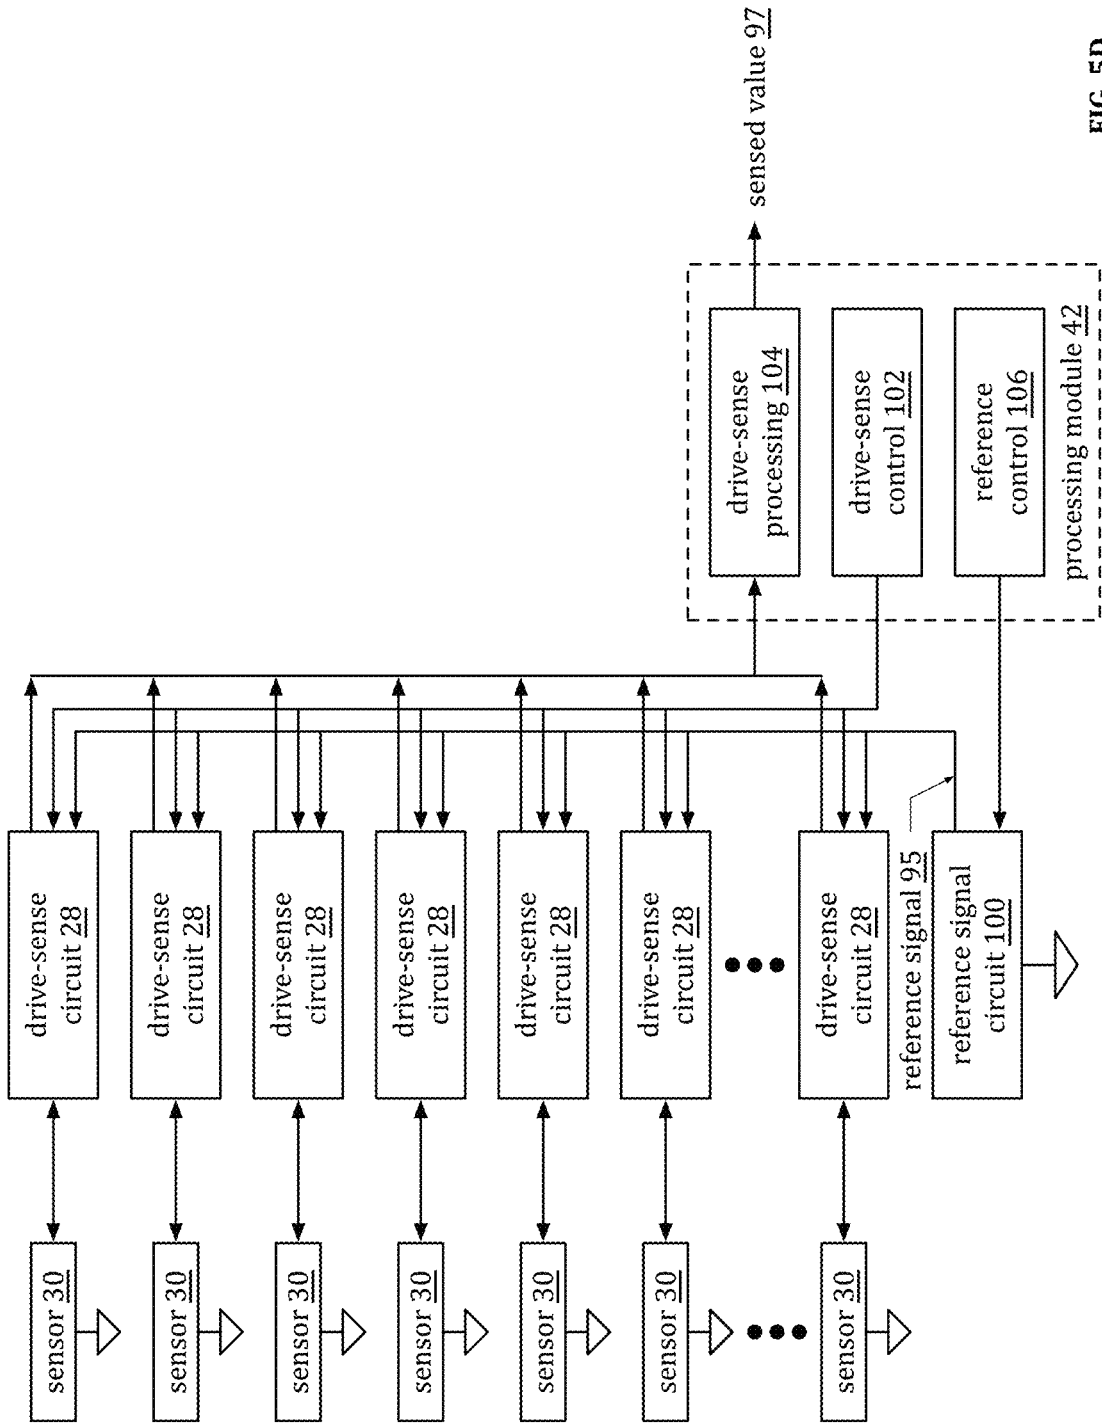 sensor 30
drive-sense
circuit 28
sensor 30
drive-sense
circuit 28
sensor 30
drive-sense
circuit 28
sensor 30
drive-sense
circuit 28
sensor 30
drive-sense
circuit 28
sensor 30
drive-sense
circuit 28
sensor 30
drive-sense
circuit 28
reference signal 95
reference signal
circuit 100
drive-sense
processing 104
sensed value 97
drive-sense
control 102
reference
control 106
processing module 42
FIG. 5D